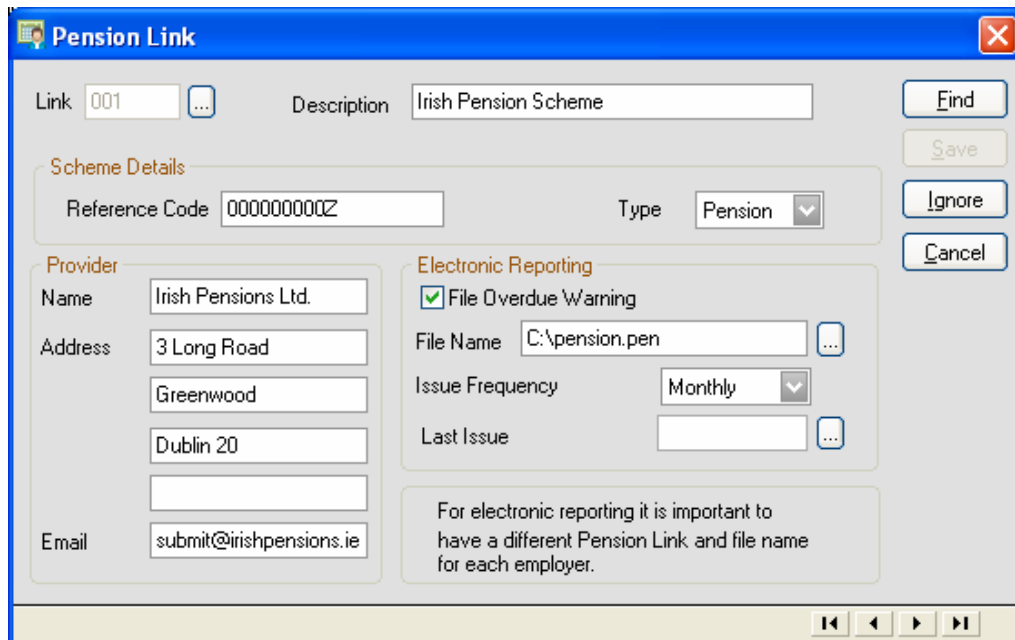 Pension Link
Link 001 ... Description Irish Pension Scheme Find
Save
Scheme Details
Reference Code 000000000Z Type Pension Ignore
Cancel
Provider
Name Irish Pensions Ltd.
Address 3 Long Road
Greenwood
Dublin 20
Email submit@irishpensions.ie
Electronic Reporting
File Overdue Warning
File Name C:\pension.pen ...
Issue Frequency Monthly
Last Issue ...
For electronic reporting it is important to
have a different Pension Link and file name
for each employer.